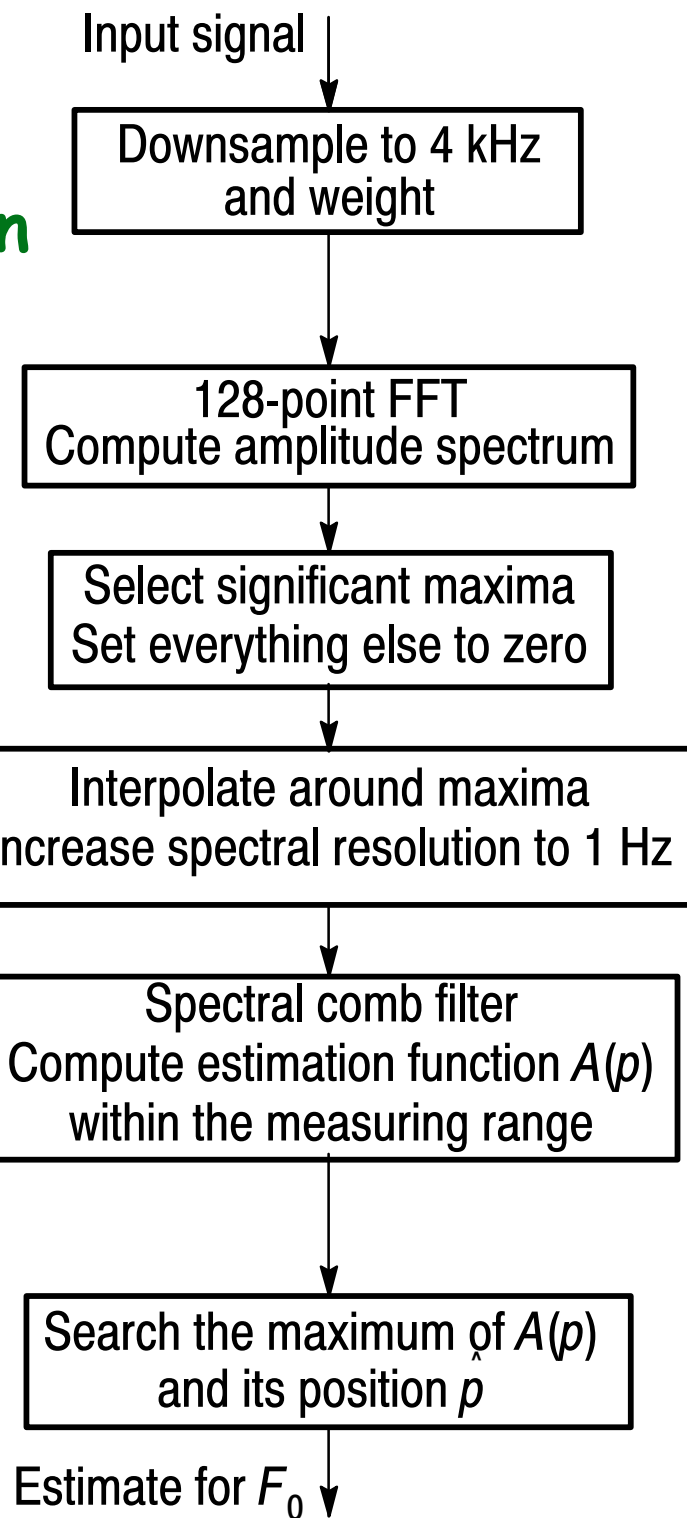 Input signal
Downsample to 4 kHz
and weight
n
128-point FFT
Compute amplitude spectrum
Select significant maxima
Set everything else to zero
Interpolate around maxima
ncrease spectral resolution to 1 Hz
Spectral comb filter
Compute estimation function A(p)
within the measuring range
Search the maximum of A(p)
and its position p̂
Estimate for F₀